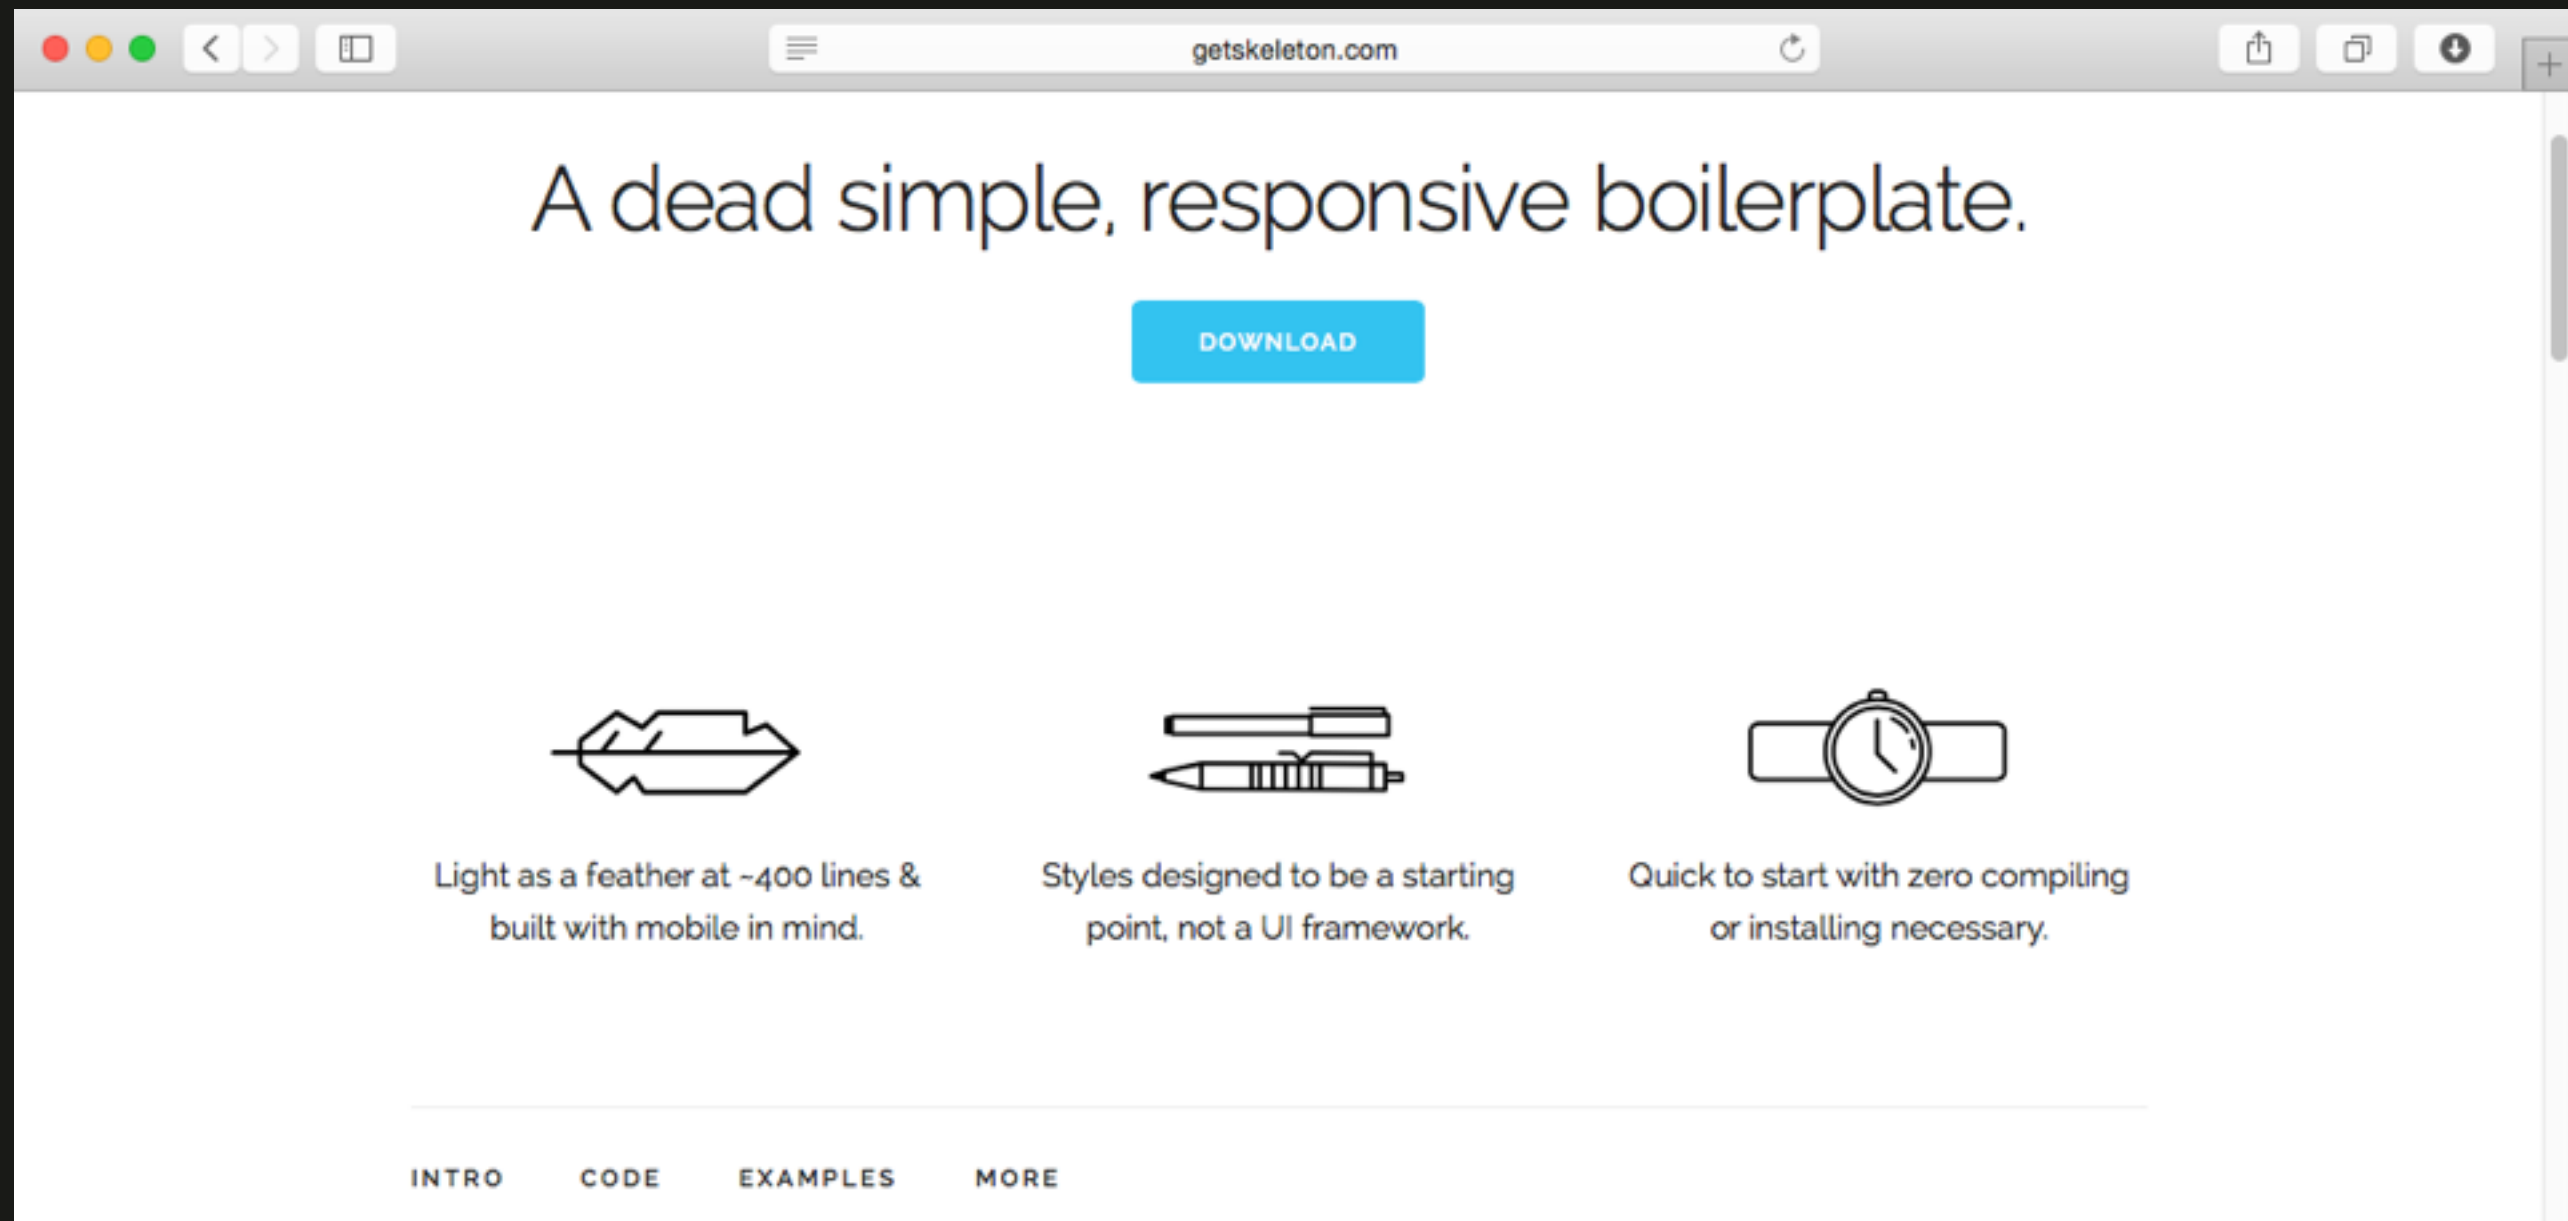 getskeleton.com
A dead simple, responsive boilerplate.
DOWNLOAD
Light as a feather at ~400 lines &
built with mobile in mind.
Styles designed to be a starting
point, not a UI framework.
Quick to start with zero compiling
or installing necessary.
INTRO CODE EXAMPLES MORE